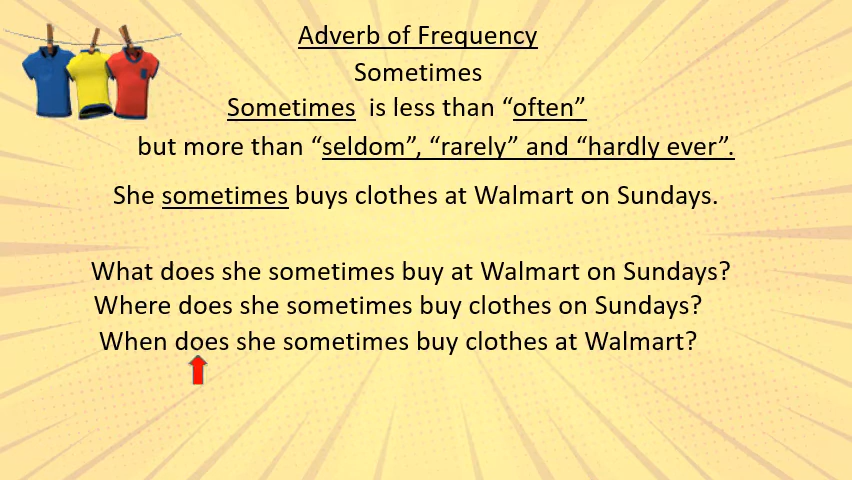 Adverb of Frequency
Sometimes
Sometimes is less than “often”
but more than “seldom”, “rarely” and “hardly ever”.
She sometimes buys clothes at Walmart on Sundays.
What does she sometimes buy at Walmart on Sundays?
Where does she sometimes buy clothes on Sundays?
When does she sometimes buy clothes at Walmart?